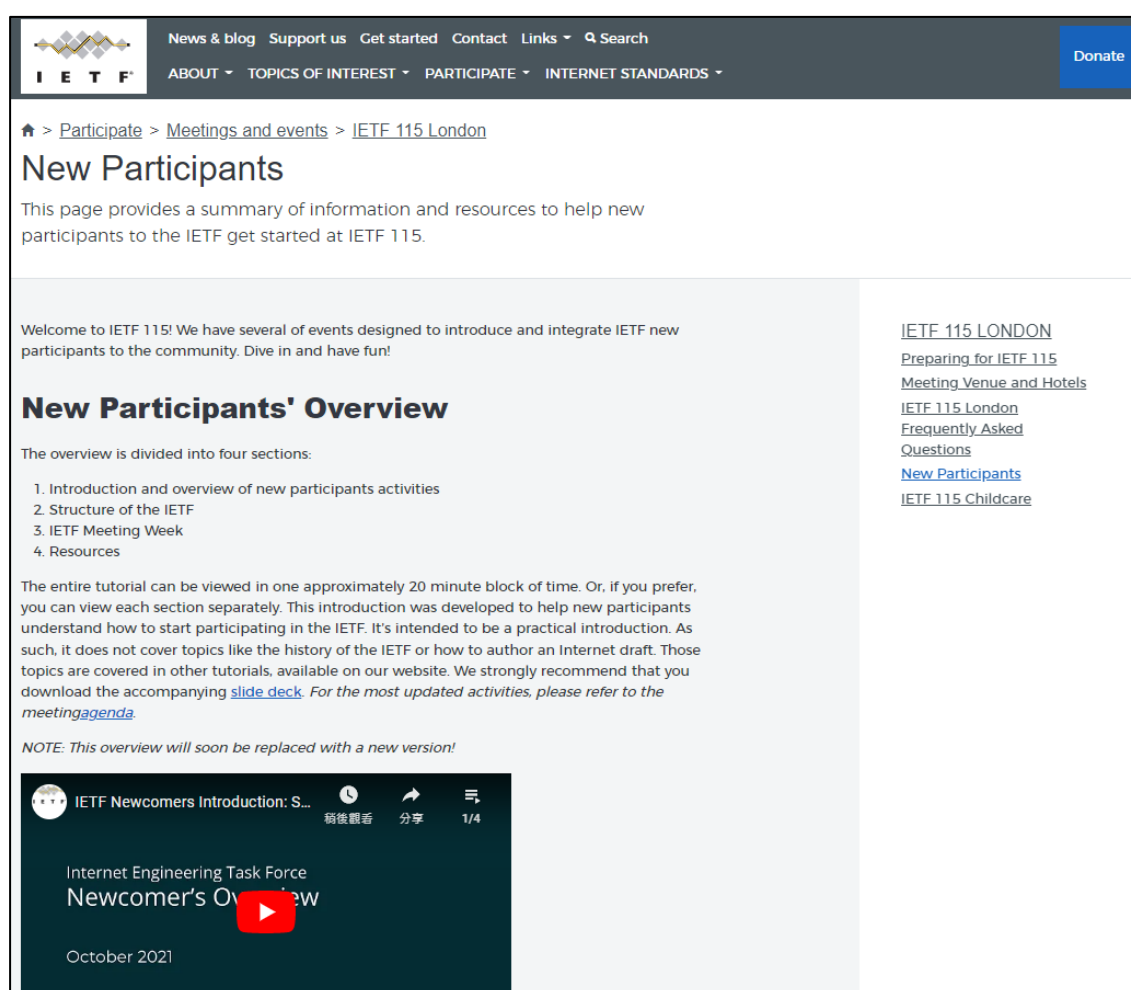 IETF
News & blog Support us Get started Contact Links Search
ABOUT TOPICS OF INTEREST PARTICIPATE INTERNET STANDARDS
Donate
> Participate > Meetings and events > IETF 115 London
New Participants
This page provides a summary of information and resources to help new
participants to the IETF get started at IETF 115.
Welcome to IETF 115! We have several of events designed to introduce and integrate IETF new
participants to the community. Dive in and have fun!
New Participants' Overview
The overview is divided into four sections:
1. Introduction and overview of new participants activities
2. Structure of the IETF
3. IETF Meeting Week
4. Resources
The entire tutorial can be viewed in one approximately 20 minute block of time. Or, if you prefer,
you can view each section separately. This introduction was developed to help new participants
understand how to start participating in the IETF. It's intended to be a practical introduction. As
such, it does not cover topics like the history of the IETF or how to author an Internet draft. Those
topics are covered in other tutorials, available on our website. We strongly recommend that you
download the accompanying slide deck. For the most updated activities, please refer to the
meetingagenda.
NOTE: This overview will soon be replaced with a new version!
IETF
IETF Newcomers Introduction: S...
稍後觀看 分享 1/4
Internet Engineering Task Force
Newcomer's
October 2021
IETF 115 LONDON
Preparing for IETF 115
Meeting Venue and Hotels
IETF 115 London
Frequently Asked
Questions
New Participants
IETF 115 Childcare